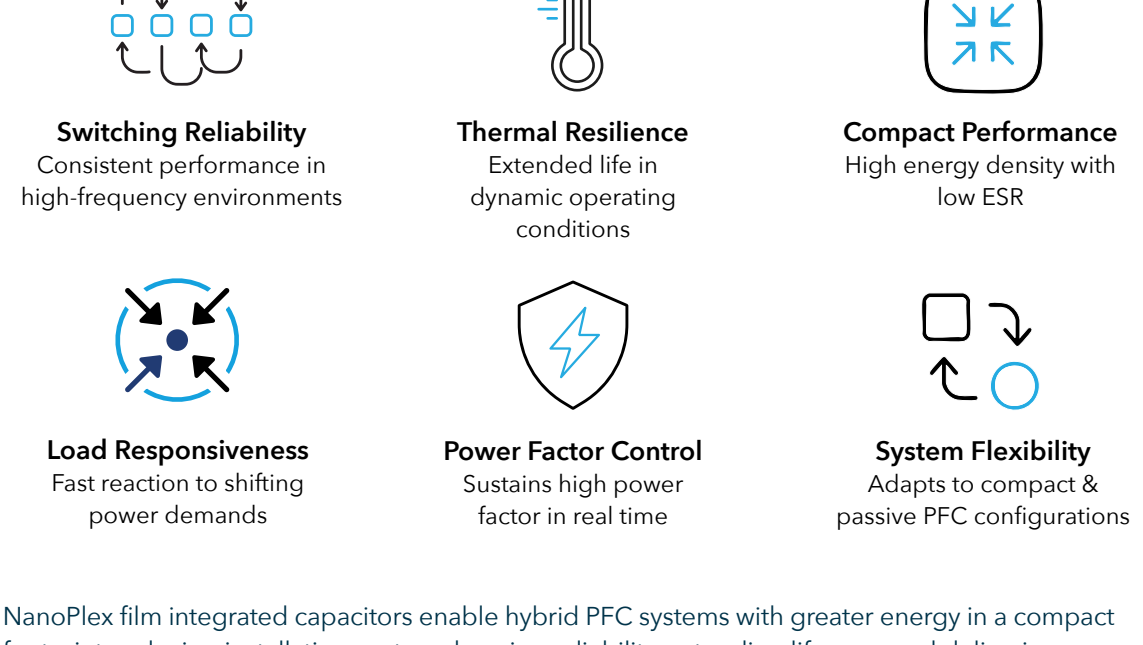 Switching Reliability
Consistent performance in
high-frequency environments
Thermal Resilience
Extended life in
dynamic operating
conditions
Compact Performance
High energy density with
low ESR
Load Responsiveness
Fast reaction to shifting
power demands
Power Factor Control
Sustains high power
factor in real time
System Flexibility
Adapts to compact &
passive PFC configurations
NanoPlex film integrated capacitors enable hybrid PFC systems with greater energy in a compact